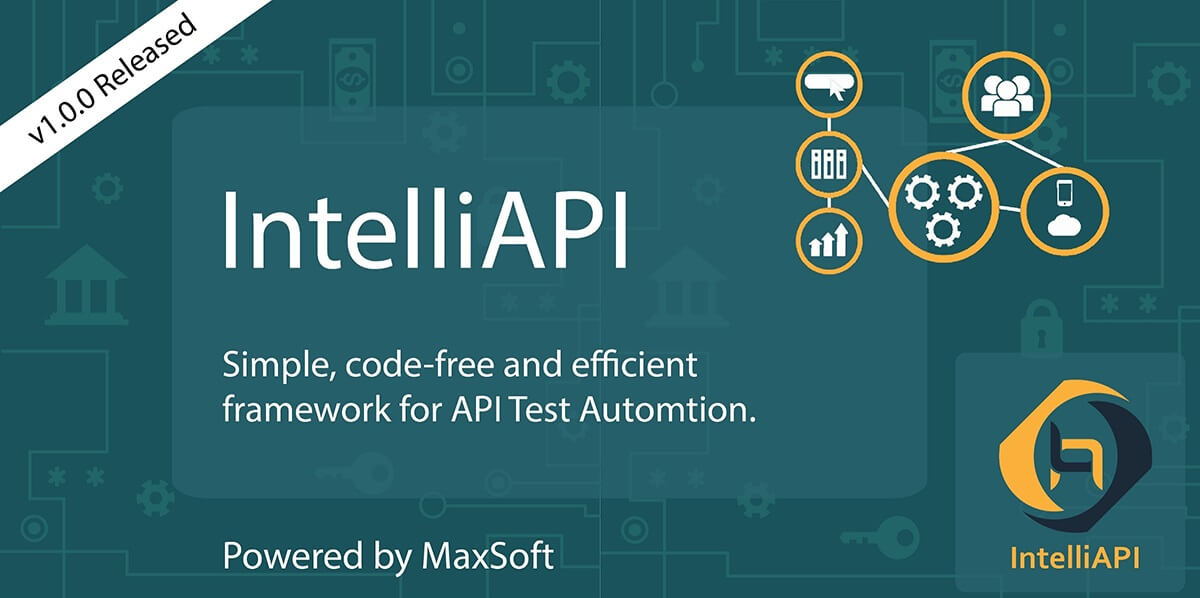 v1.0.0 Released
IntelliAPI
Simple, code-free and efficient
framework for API Test Automtion.
Powered by MaxSoft
IntelliAPI